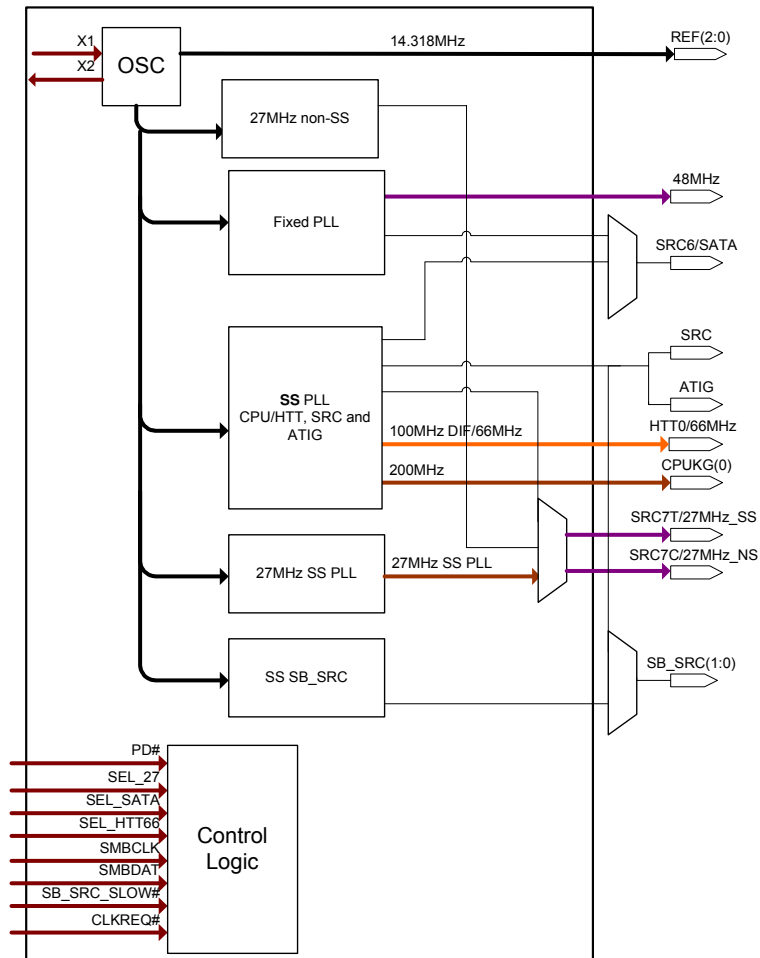 X1
X2
OSC
14.318MHz
REF(2:0)
27MHz non-SS
Fixed PLL
48MHz
SRC6/SATA
SS PLL
CPU/HTT, SRC and
ATIG
SRC
ATIG
100MHz DIF/66MHz
HTT0/66MHz
200MHz
CPUKG(0)
27MHz SS PLL
27MHz SS PLL
SRC7T/27MHz_SS
SRC7C/27MHz_NS
SS SB_SRC
SB_SRC(1:0)
PD#
SEL_27
SEL_SATA
SEL_HTT66
SMBCLK
SMBDAT
SB_SRC_SLOW#
CLKREQ#
Control
Logic